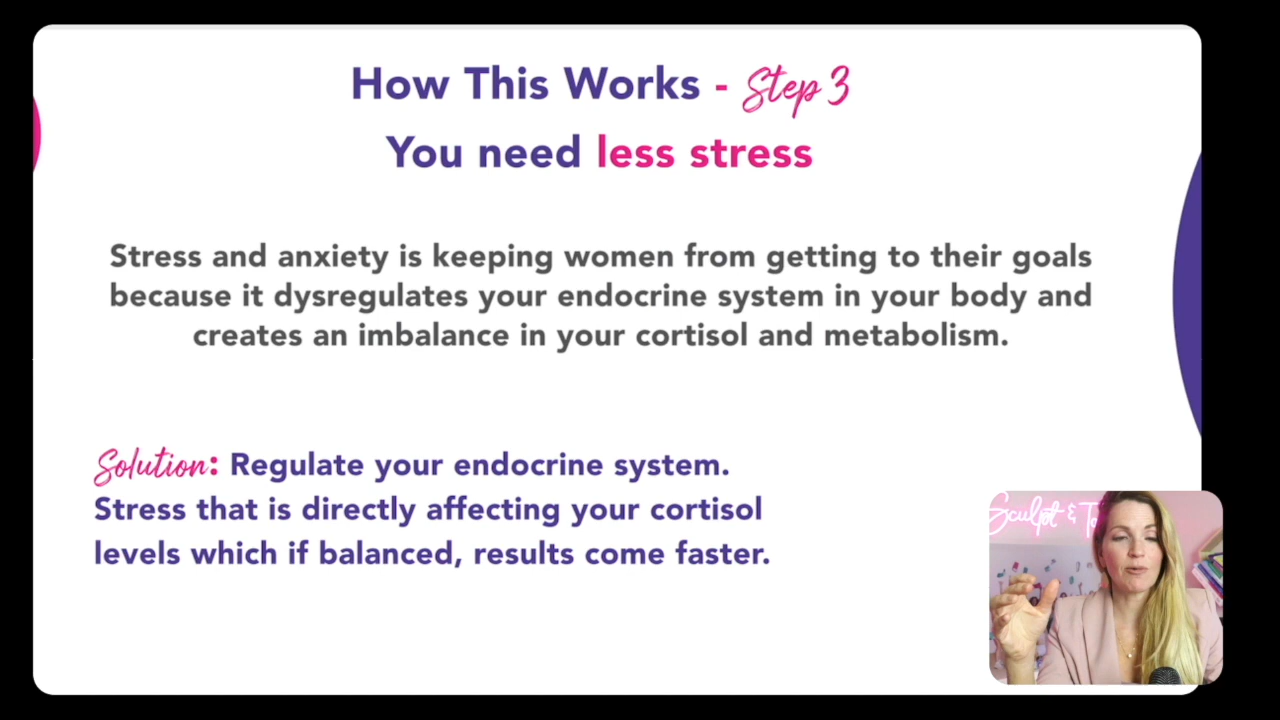 How This Works - Step 3
You need less stress
Stress and anxiety is keeping women from getting to their goals
because it dysregulates your endocrine system in your body and
creates an imbalance in your cortisol and metabolism.
Solution: Regulate your endocrine system.
Stress that is directly affecting your cortisol
levels which if balanced, results come faster.
Sculpt &